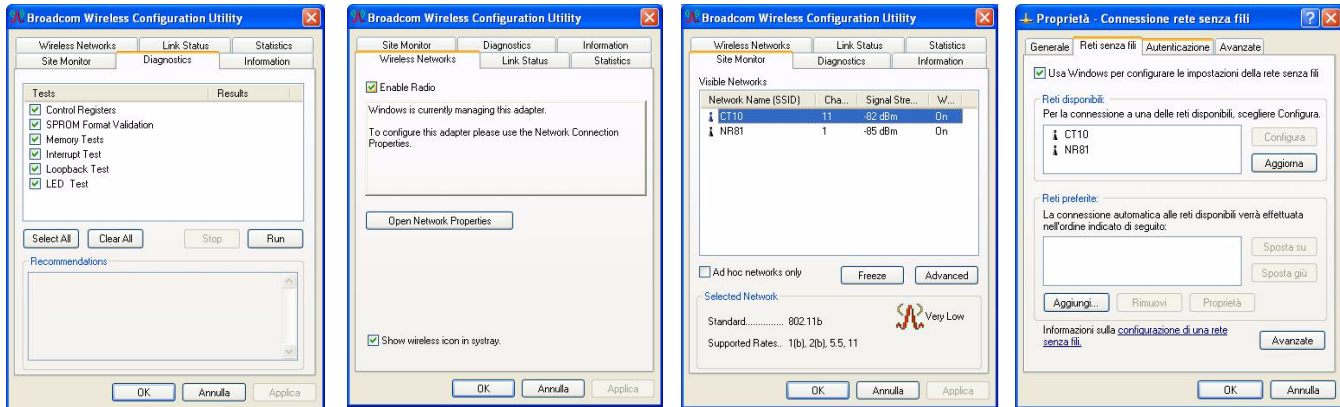 Broadcom Wireless Configuration Utility
Wireless Networks Link Status Statistics
Site Monitor Diagnostics Information
Tests Results
Control Registers
SPROM Format Validation
Memory Tests
Interrupt Test
Loopback Test
LED Test
Select All Clear All Stop Run
Recommendations
OK Annulla Applica
Broadcom Wireless Configuration Utility
Site Monitor Diagnostics Information
Wireless Networks Link Status Statistics
Enable Radio
Windows is currently managing this adapter.
To configure this adapter please use the Network Connection
Properties.
Open Network Properties
Show wireless icon in systray.
OK Annulla Applica
Broadcom Wireless Configuration Utility
Wireless Networks Link Status Statistics
Site Monitor Diagnostics Information
Visible Networks
Network Name (SSID) Cha... Signal Stre... W...
CT10 11 -82 dBm On
NR81 1 -85 dBm On
Ad hoc networks only Freeze Advanced
Selected Network
Standard.............. 802.11b Very Low
Supported Rates.. 1(b), 2(b), 5.5, 11
OK Annulla Applica
Proprietà - Connessione rete senza fili
Generale Reti senza fili Autenticazione Avanzate
Usa Windows per configurare le impostazioni della rete senza fili
Reti disponibili:
Per la connessione a una delle reti disponibili, scegliere Configura.
CT10 Configura
NR81
Aggiorna
Reti preferite:
La connessione automatica alle reti disponibili verrà effettuata
nell'ordine indicato di seguito:
Sposta su
Sposta giù
Aggiungi... Rimuovi Proprietà
Informazioni sulla configurazione di una rete
senza fili. Avanzate
OK Annulla